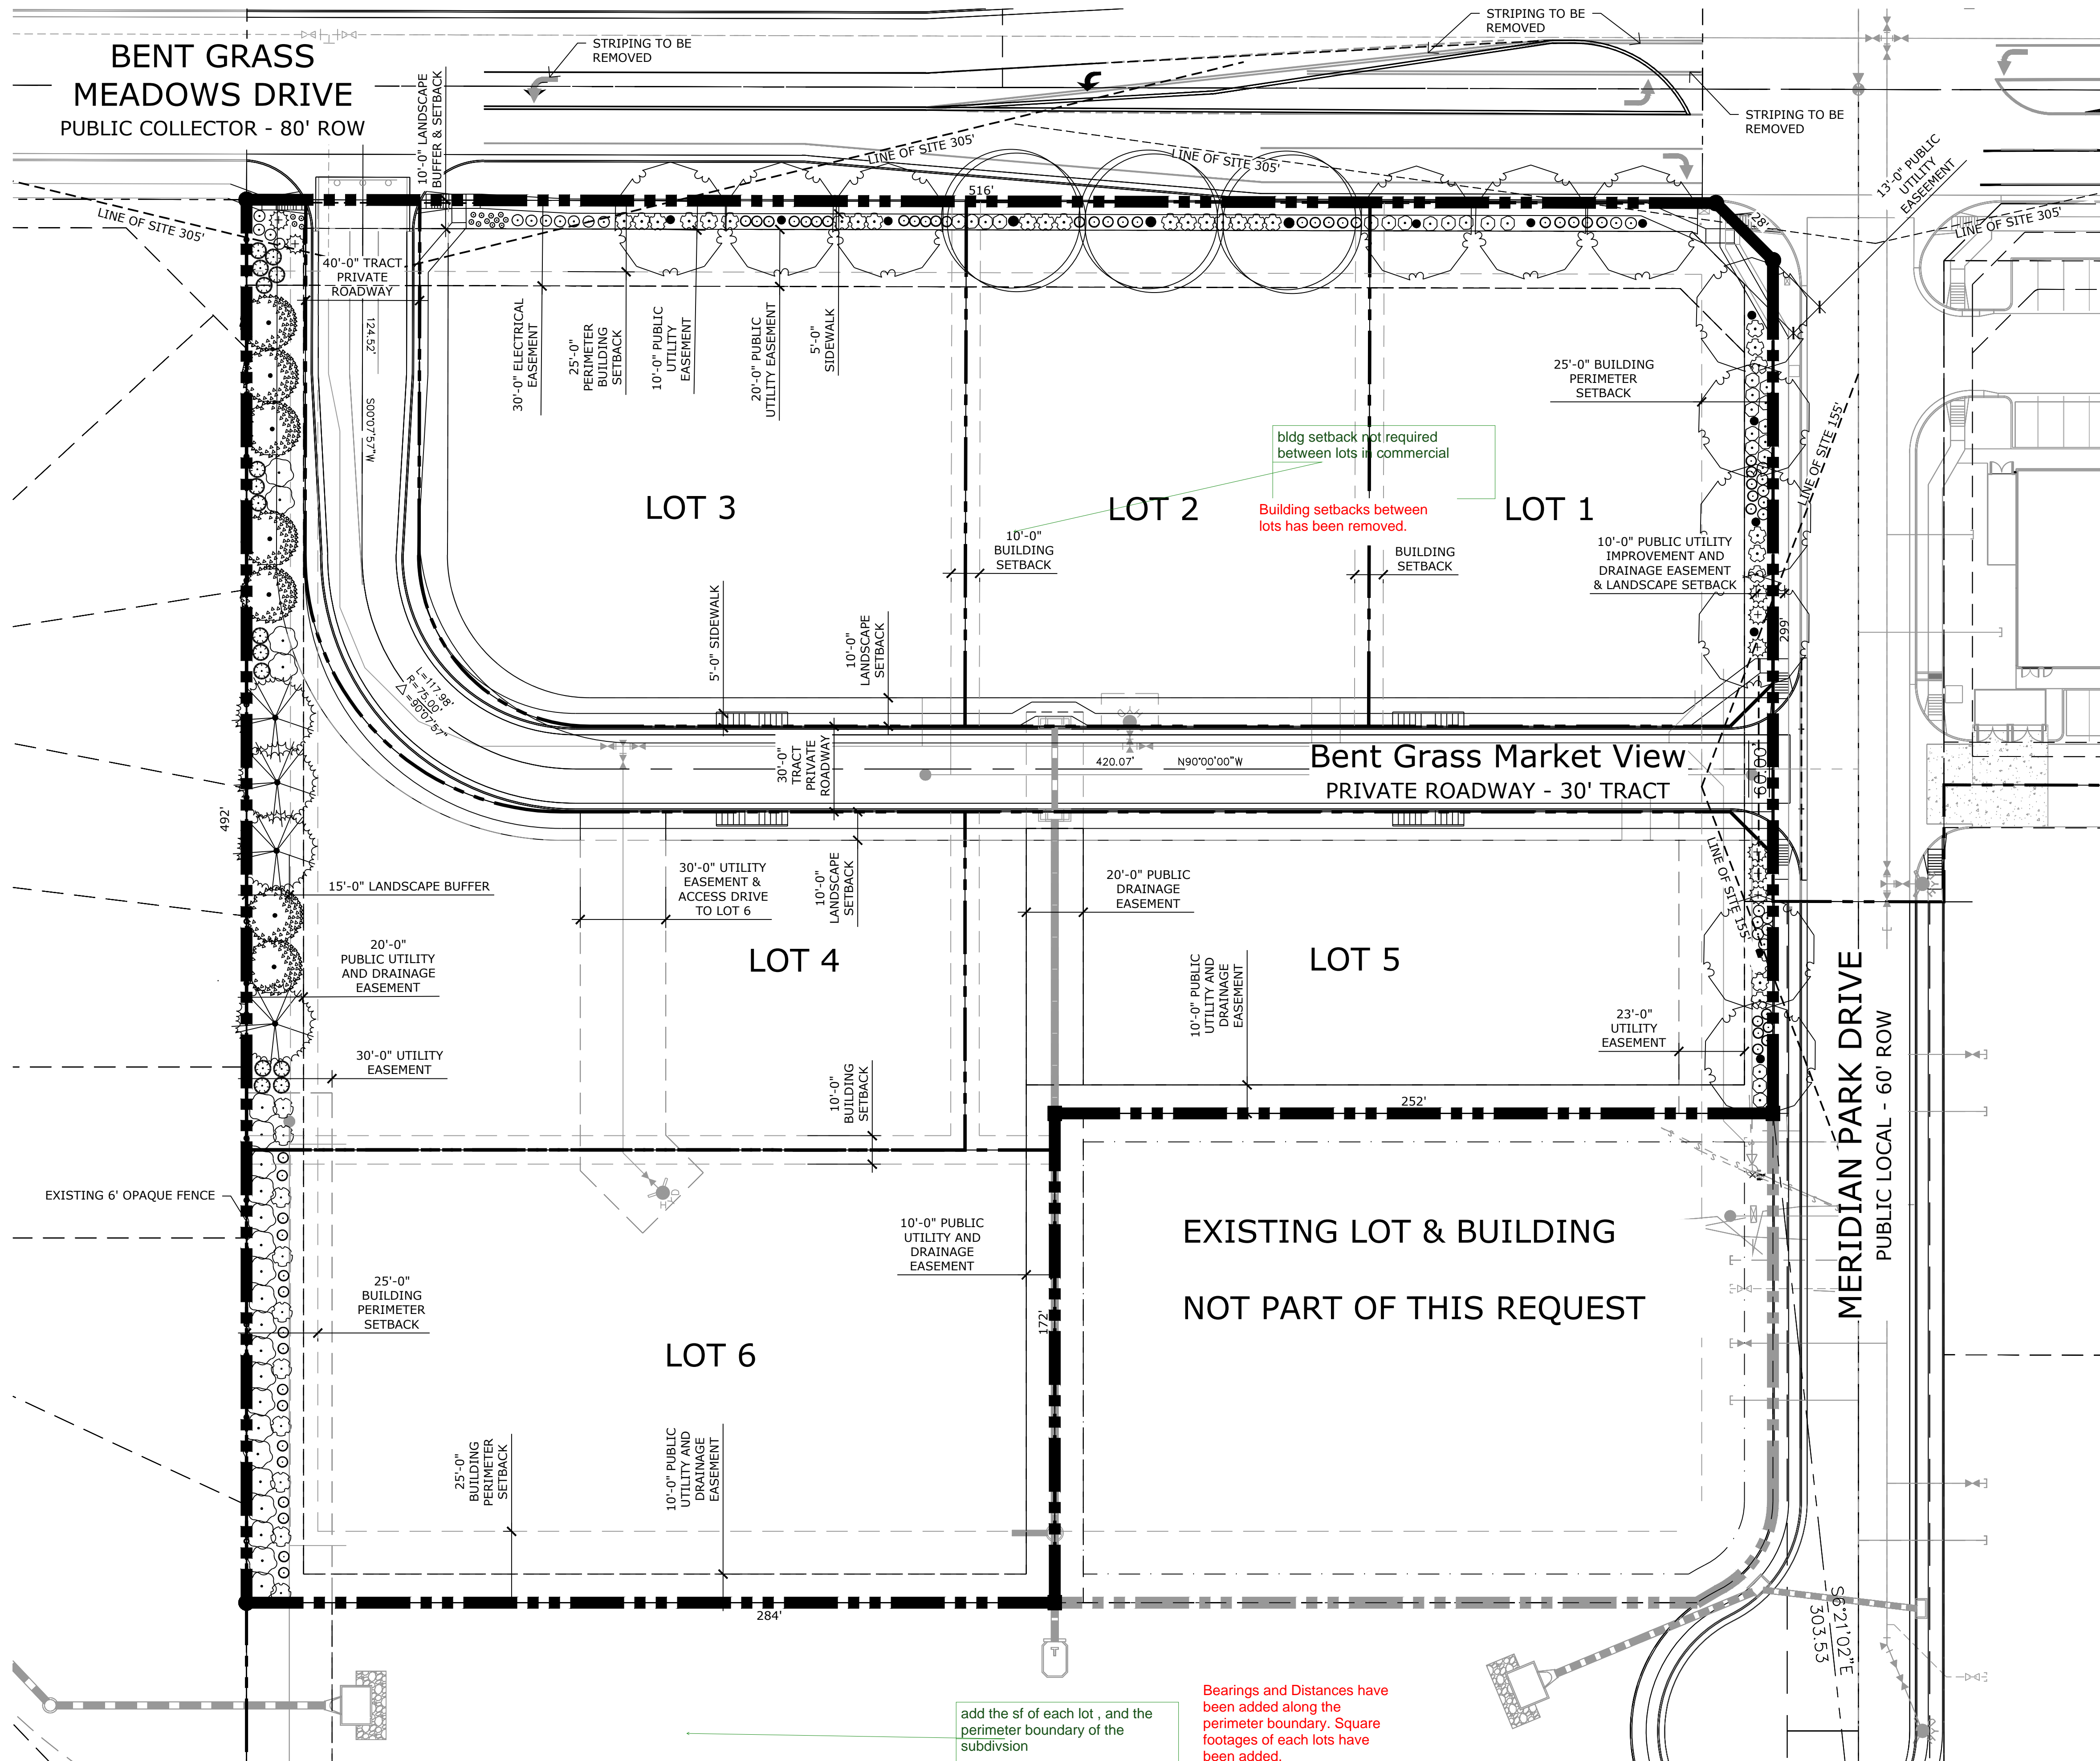 BENT GRASS
MEADOWS DRIVE
PUBLIC COLLECTOR - 80' ROW
STRIPING TO BE
REMOVED
STRIPING TO BE
REMOVED
STRIPING TO BE
REMOVED
10'-0" LANDSCAPE
BUFFER & SETBACK
LINE OF SITE 305'
LINE OF SITE 305'
LINE OF SITE 305'
LINE OF SITE 305'
13'-0" PUBLIC
UTILITY
EASEMENT
516'
28'
40'-0" TRACT
PRIVATE
ROADWAY
124.52'
S00°07'57"W
30'-0" ELECTRICAL
EASEMENT
25'-0"
PERIMETER
BUILDING
SETBACK
10'-0" PUBLIC
UTILITY
EASEMENT
20'-0" PUBLIC
UTILITY EASEMENT
5'-0"
SIDEWALK
25'-0" BUILDING
PERIMETER
SETBACK
LINE OF SITE 155'
bldg setback not required
between lots in commercial
Building setbacks between
lots has been removed.
LOT 3
LOT 2
LOT 1
10'-0"
BUILDING
SETBACK
BUILDING
SETBACK
10'-0" PUBLIC UTILITY
IMPROVEMENT AND
DRAINAGE EASEMENT
& LANDSCAPE SETBACK
299'
5'-0" SIDEWALK
10'-0"
LANDSCAPE
SETBACK
L=117.98'
R=75.00'
△=90°07'57"
30'-0"
TRACT
PRIVATE
ROADWAY
420.07'
N90°00'00"W
Bent Grass Market View
PRIVATE ROADWAY - 30' TRACT
60.00'
HYD
492'
15'-0" LANDSCAPE BUFFER
30'-0" UTILITY
EASEMENT &
ACCESS DRIVE
TO LOT 6
10'-0"
LANDSCAPE
SETBACK
20'-0" PUBLIC
DRAINAGE
EASEMENT
LINE OF SITE 155'
HYD
20'-0"
PUBLIC UTILITY
AND DRAINAGE
EASEMENT
LOT 4
LOT 5
10'-0" PUBLIC
UTILITY AND
DRAINAGE
EASEMENT
23'-0"
UTILITY
EASEMENT
30'-0" UTILITY
EASEMENT
10'-0"
BUILDING
SETBACK
252'
MERIDIAN PARK DRIVE
PUBLIC LOCAL - 60' ROW
EXISTING 6' OPAQUE FENCE
HYD
10'-0" PUBLIC
UTILITY AND
DRAINAGE
EASEMENT
EXISTING LOT & BUILDING
NOT PART OF THIS REQUEST
25'-0"
BUILDING
PERIMETER
SETBACK
172'
LOT 6
25'-0"
BUILDING
PERIMETER
SETBACK
10'-0" PUBLIC
UTILITY AND
DRAINAGE
EASEMENT
284'
T
S6°21'02"E
303.53
add the sf of each lot , and the
perimeter boundary of the
subdivsion
Bearings and Distances have
been added along the
perimeter boundary. Square
footages of each lots have
been added.
HYD